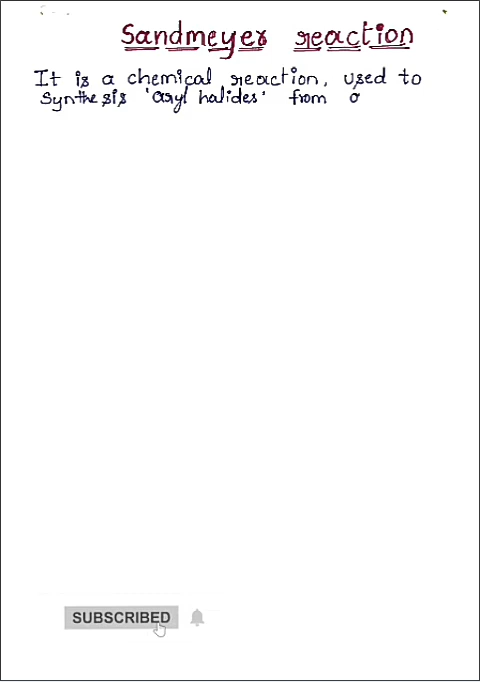 Sandmeyer reaction
It is a chemical reaction, used to
Synthesis 'aryl halides' from a
SUBSCRIBED